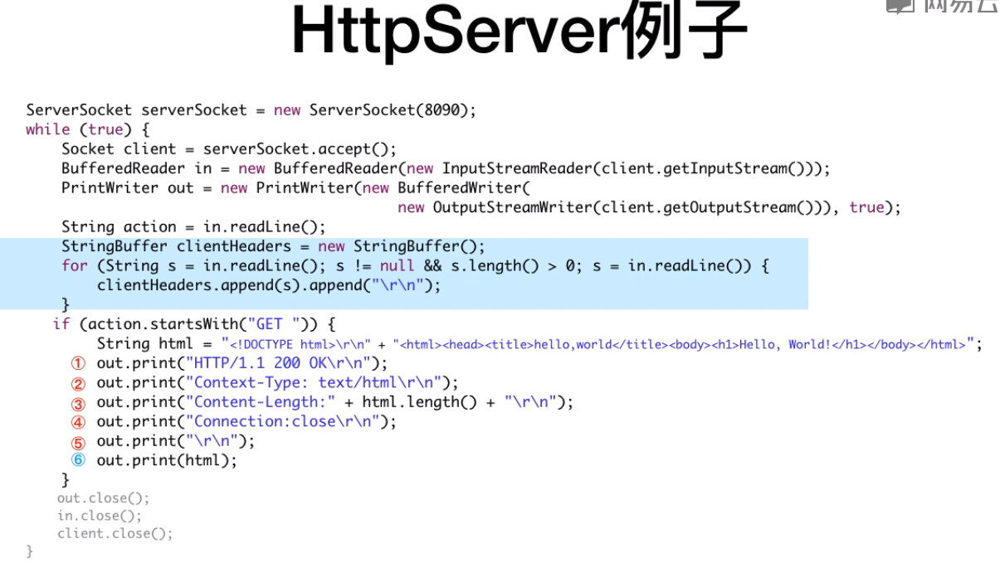 网易云
HttpServer例子
ServerSocket serverSocket = new ServerSocket(8090);
while (true) {
Socket client = serverSocket.accept();
BufferedReader in = new BufferedReader(new InputStreamReader(client.getInputStream()));
PrintWriter out = new PrintWriter(new BufferedWriter(
new OutputStreamWriter(client.getOutputStream())), true);
String action = in.readLine();
StringBuffer clientHeaders = new StringBuffer();
for (String s = in.readLine(); s != null && s.length() > 0; s = in.readLine()) {
clientHeaders.append(s).append("\r\n");
}
if (action.startsWith("GET ")) {
String html = "<!DOCTYPE html>\r\n" + "<html><head><title>hello,world</title><body><h1>Hello, World!</h1></body></html>";
① out.print("HTTP/1.1 200 OK\r\n");
② out.print("Context-Type: text/html\r\n");
③ out.print("Content-Length:" + html.length() + "\r\n");
④ out.print("Connection:close\r\n");
⑤ out.print("\r\n");
⑥ out.print(html);
}
out.close();
in.close();
client.close();
}